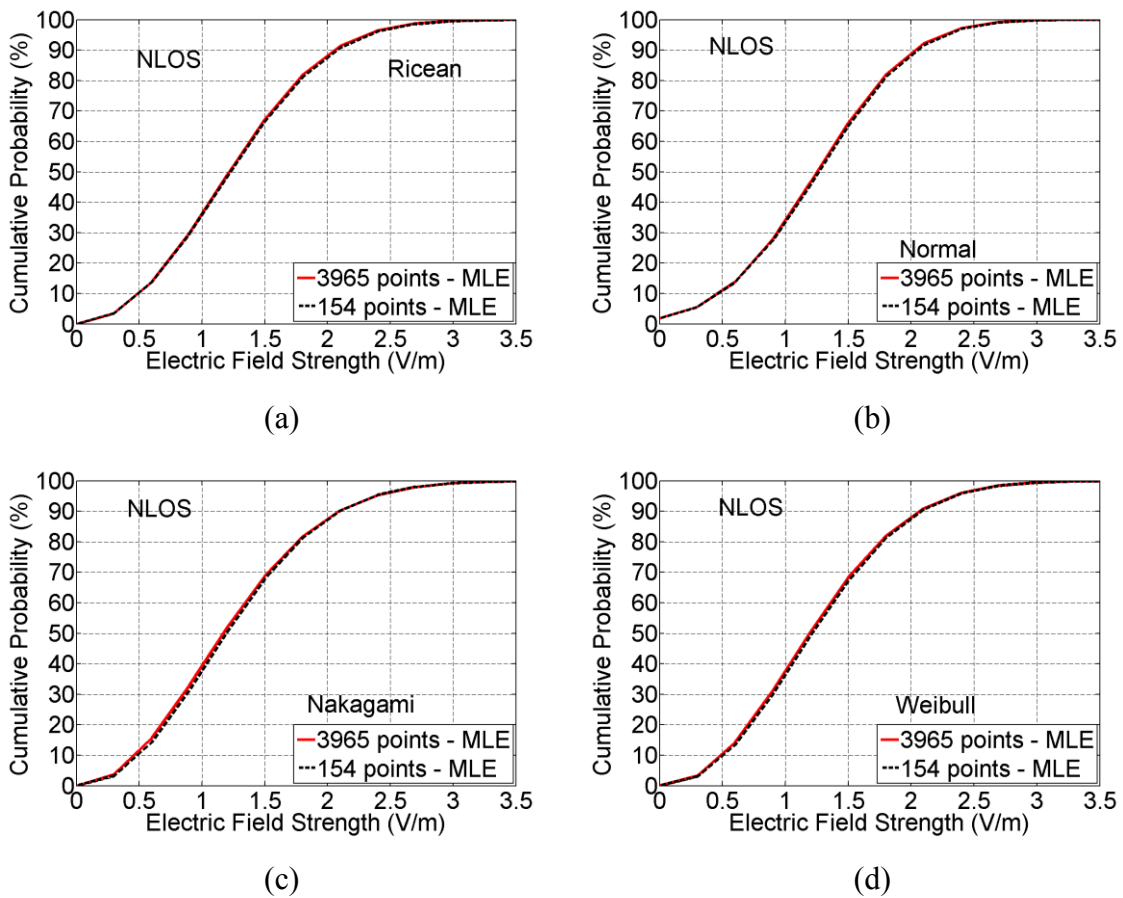 100
90
80
70
60
50
40
30
20
10
0
Cumulative Probability (%)
NLOS
Ricean
3965 points - MLE
154 points - MLE
0 0.5 1 1.5 2 2.5 3 3.5
Electric Field Strength (V/m)
(a)
100
90
80
70
60
50
40
30
20
10
0
Cumulative Probability (%)
NLOS
Normal
3965 points - MLE
154 points - MLE
0 0.5 1 1.5 2 2.5 3 3.5
Electric Field Strength (V/m)
(b)
100
90
80
70
60
50
40
30
20
10
0
Cumulative Probability (%)
NLOS
Nakagami
3965 points - MLE
154 points - MLE
0 0.5 1 1.5 2 2.5 3 3.5
Electric Field Strength (V/m)
(c)
100
90
80
70
60
50
40
30
20
10
0
Cumulative Probability (%)
NLOS
Weibull
3965 points - MLE
154 points - MLE
0 0.5 1 1.5 2 2.5 3 3.5
Electric Field Strength (V/m)
(d)